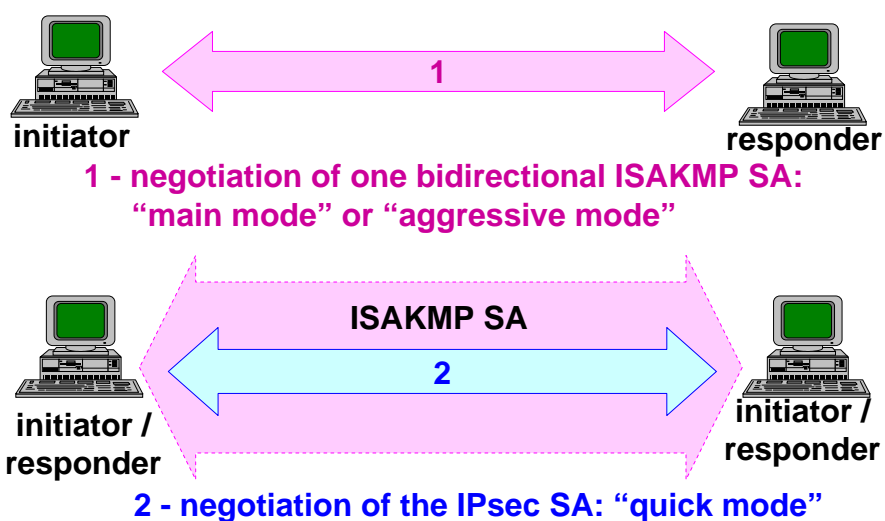 1
initiator
responder
1 - negotiation of one bidirectional ISAKMP SA:
“main mode” or “aggressive mode”
ISAKMP SA
2
initiator /
responder
initiator /
responder
2 - negotiation of the IPsec SA: “quick mode”